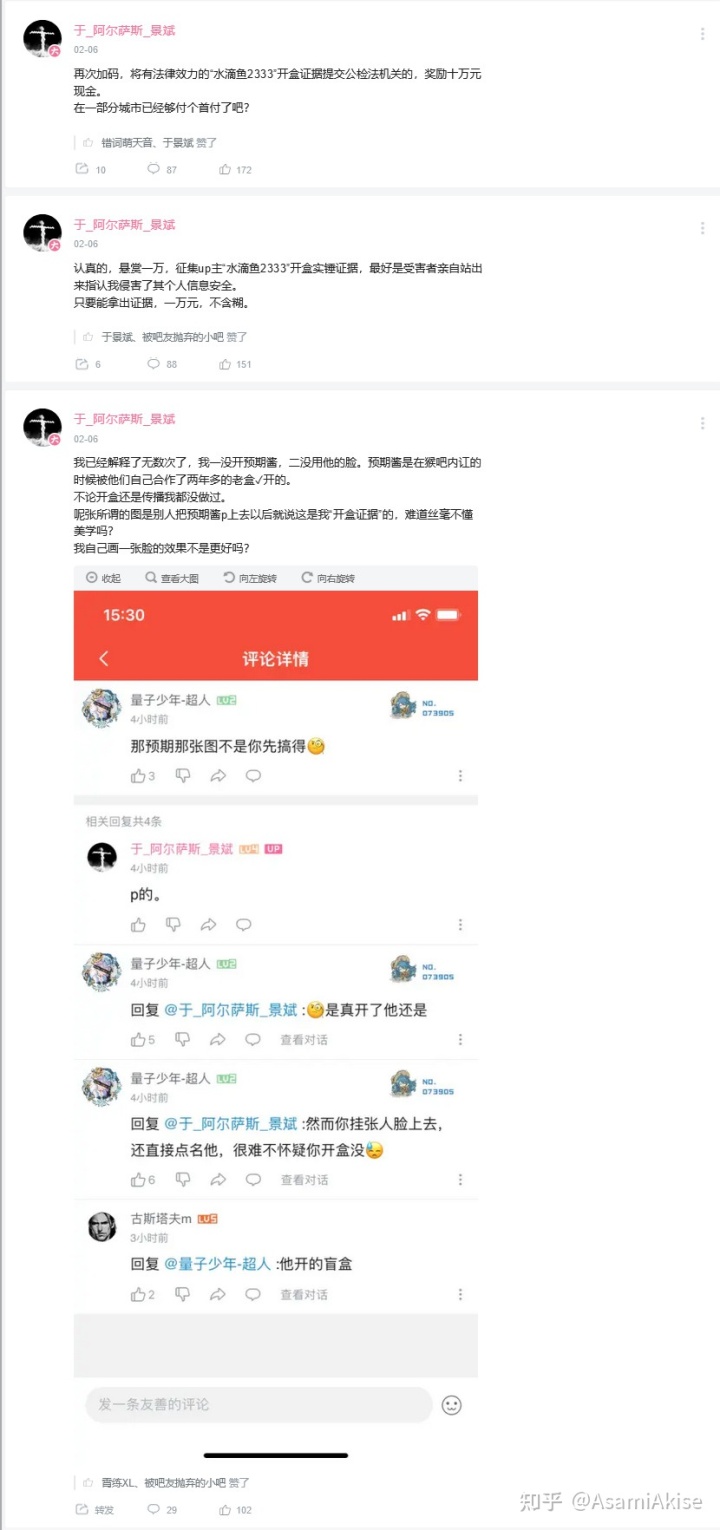 于_阿尔萨斯_景斌
02-06
再次加码，将有法律效力的“水滴鱼2333”开盒证据提交公检法机关的，奖励十万元
现金。
在一部分城市已经够付个首付了吧？
错词萌天音、于景斌 赞了
10 87 172
于_阿尔萨斯_景斌
02-06
认真的，悬赏一万，征集up主“水滴鱼2333”开盒实锤证据，最好是受害者亲自站出
来指认我侵害了其个人信息安全。
只要能拿出证据，一万元，不含糊。
于景斌、被吧友抛弃的小吧 赞了
6 88 151
于_阿尔萨斯_景斌
02-06
我已经解释了无数次了，我一没开预期酱，二没用他的脸。预期酱是在猴吧内讧的
时候被他们自己合作了两年多的老盒✓开的。
不论开盒还是传播我都没做过。
呢张所谓的图是别人把预期酱p上去以后就说这是我“开盒证据”的，难道丝毫不懂
美学吗？
我自己画一张脸的效果不是更好吗？
收起 查看大图 向左旋转 向右旋转
15:30
评论详情
量子少年-超人 LV2
NO.
073905
4小时前
那预期那张图不是你先搞得🧐
3
相关回复共4条
于_阿尔萨斯_景斌 LV4 UP
4小时前
p的。
量子少年-超人 LV2
NO.
073905
4小时前
回复 @于_阿尔萨斯_景斌 :🧐是真开了他还是
5 查看对话
量子少年-超人 LV2
NO.
073905
4小时前
回复 @于_阿尔萨斯_景斌 :然而你挂张人脸上去，
还直接点名他，很难不怀疑你开盒没😓
6 查看对话
古斯塔夫m LV5
3小时前
回复 @量子少年-超人 :他开的盲盒
2 查看对话
发一条友善的评论
霄练XL、被吧友抛弃的小吧 赞了
转发 29 102
知乎 @AsamiAkise